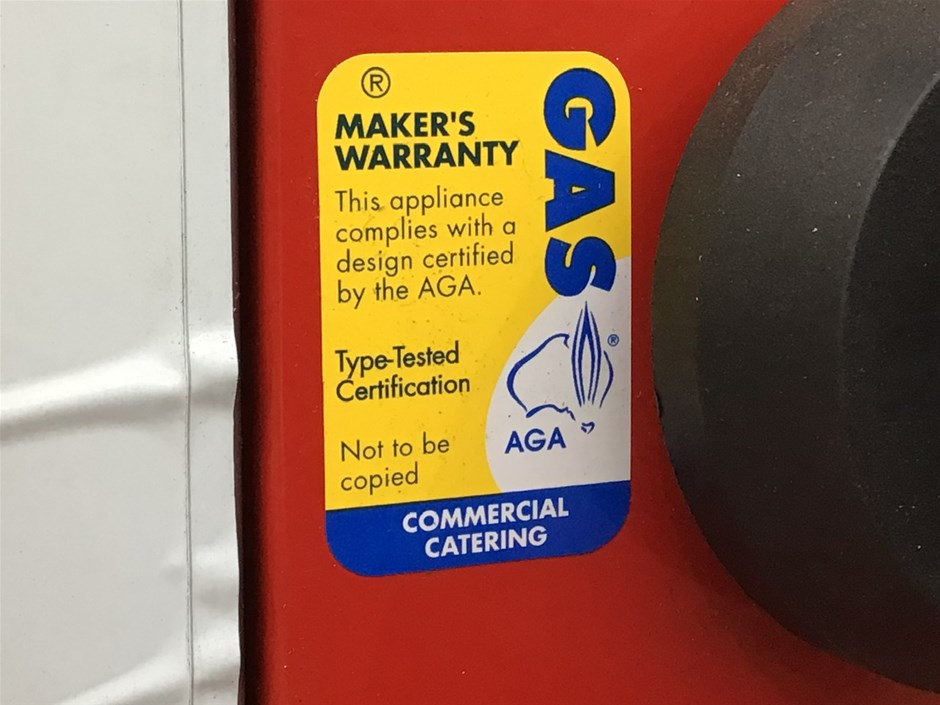 ®
MAKER'S
WARRANTY
This appliance
complies with a
design certified
by the AGA.
Type-Tested
Certification
Not to be
copied
GAS
®
AGA
COMMERCIAL
CATERING